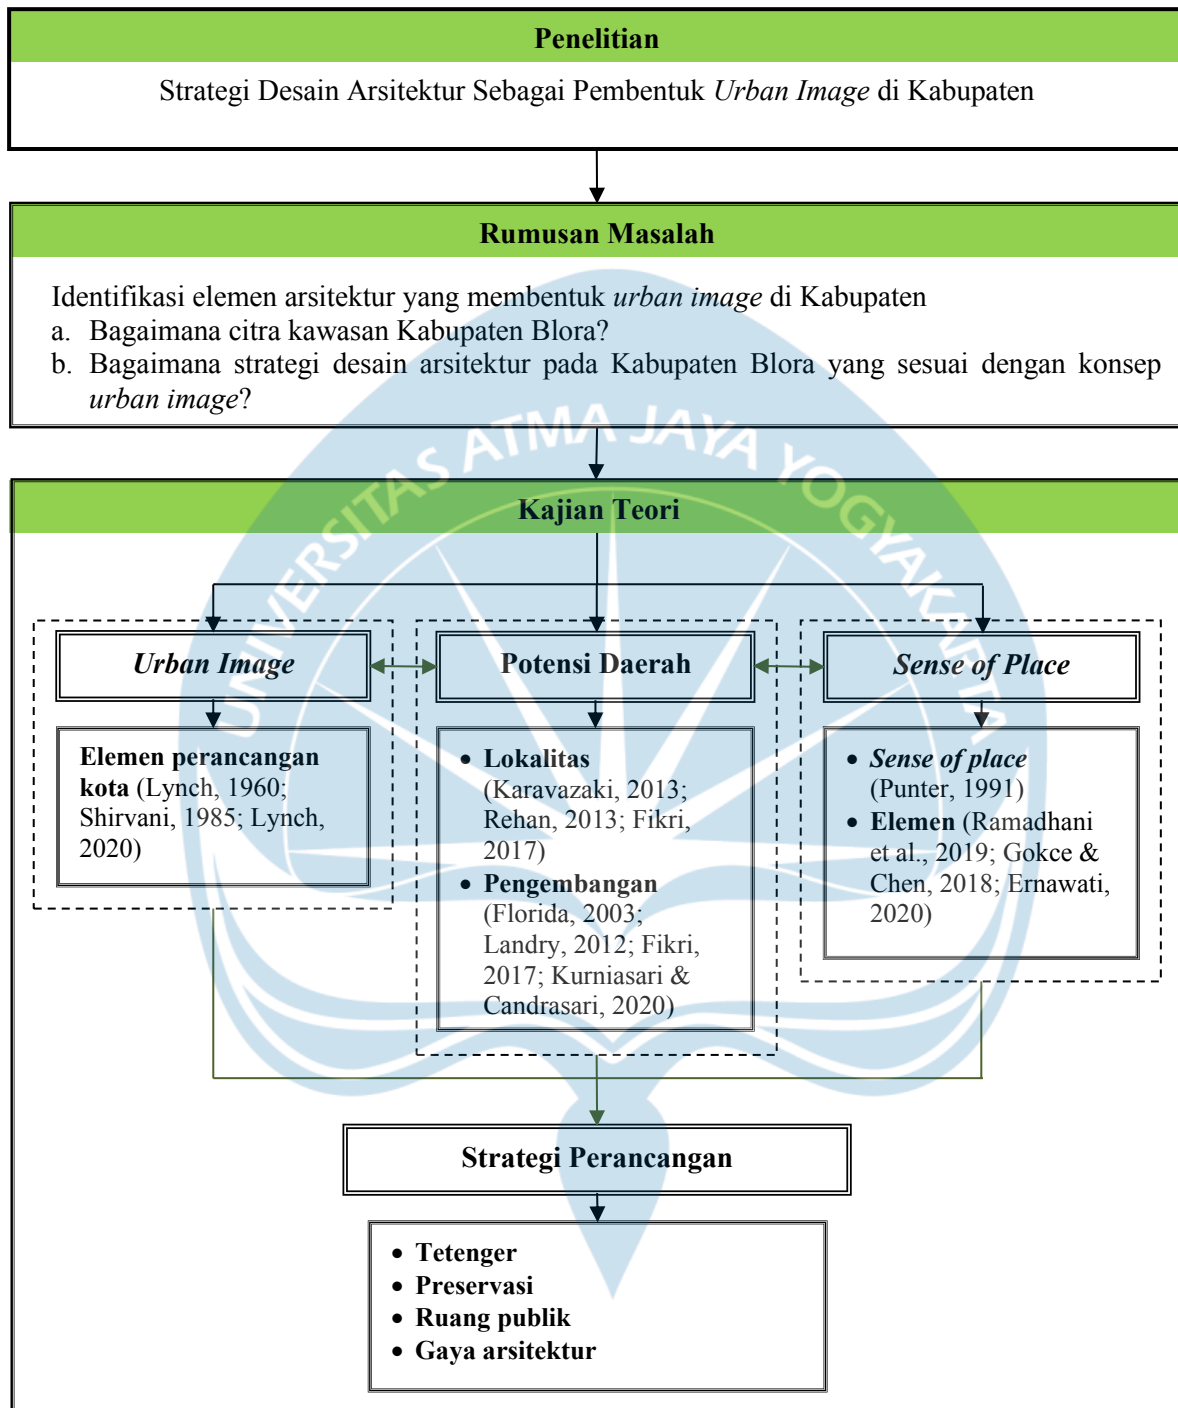 Penelitian
Strategi Desain Arsitektur Sebagai Pembentuk Urban Image di Kabupaten
Rumusan Masalah
Identifikasi elemen arsitektur yang membentuk urban image di Kabupaten
a. Bagaimana citra kawasan Kabupaten Blora?
b. Bagaimana strategi desain arsitektur pada Kabupaten Blora yang sesuai dengan konsep
urban image?
UNIVERSITAS ATMA JAYA YOGYAKARTA
Kajian Teori
Urban Image
Elemen perancangan
kota (Lynch, 1960;
Shirvani, 1985; Lynch,
2020)
Potensi Daerah
• Lokalitas
(Karavazaki, 2013;
Rehan, 2013; Fikri,
2017)
• Pengembangan
(Florida, 2003;
Landry, 2012; Fikri,
2017; Kurniasari &
Candrasari, 2020)
Sense of Place
• Sense of place
(Punter, 1991)
• Elemen (Ramadhani
et al., 2019; Gokce &
Chen, 2018; Ernawati,
2020)
Strategi Perancangan
• Tetenger
• Preservasi
• Ruang publik
• Gaya arsitektur